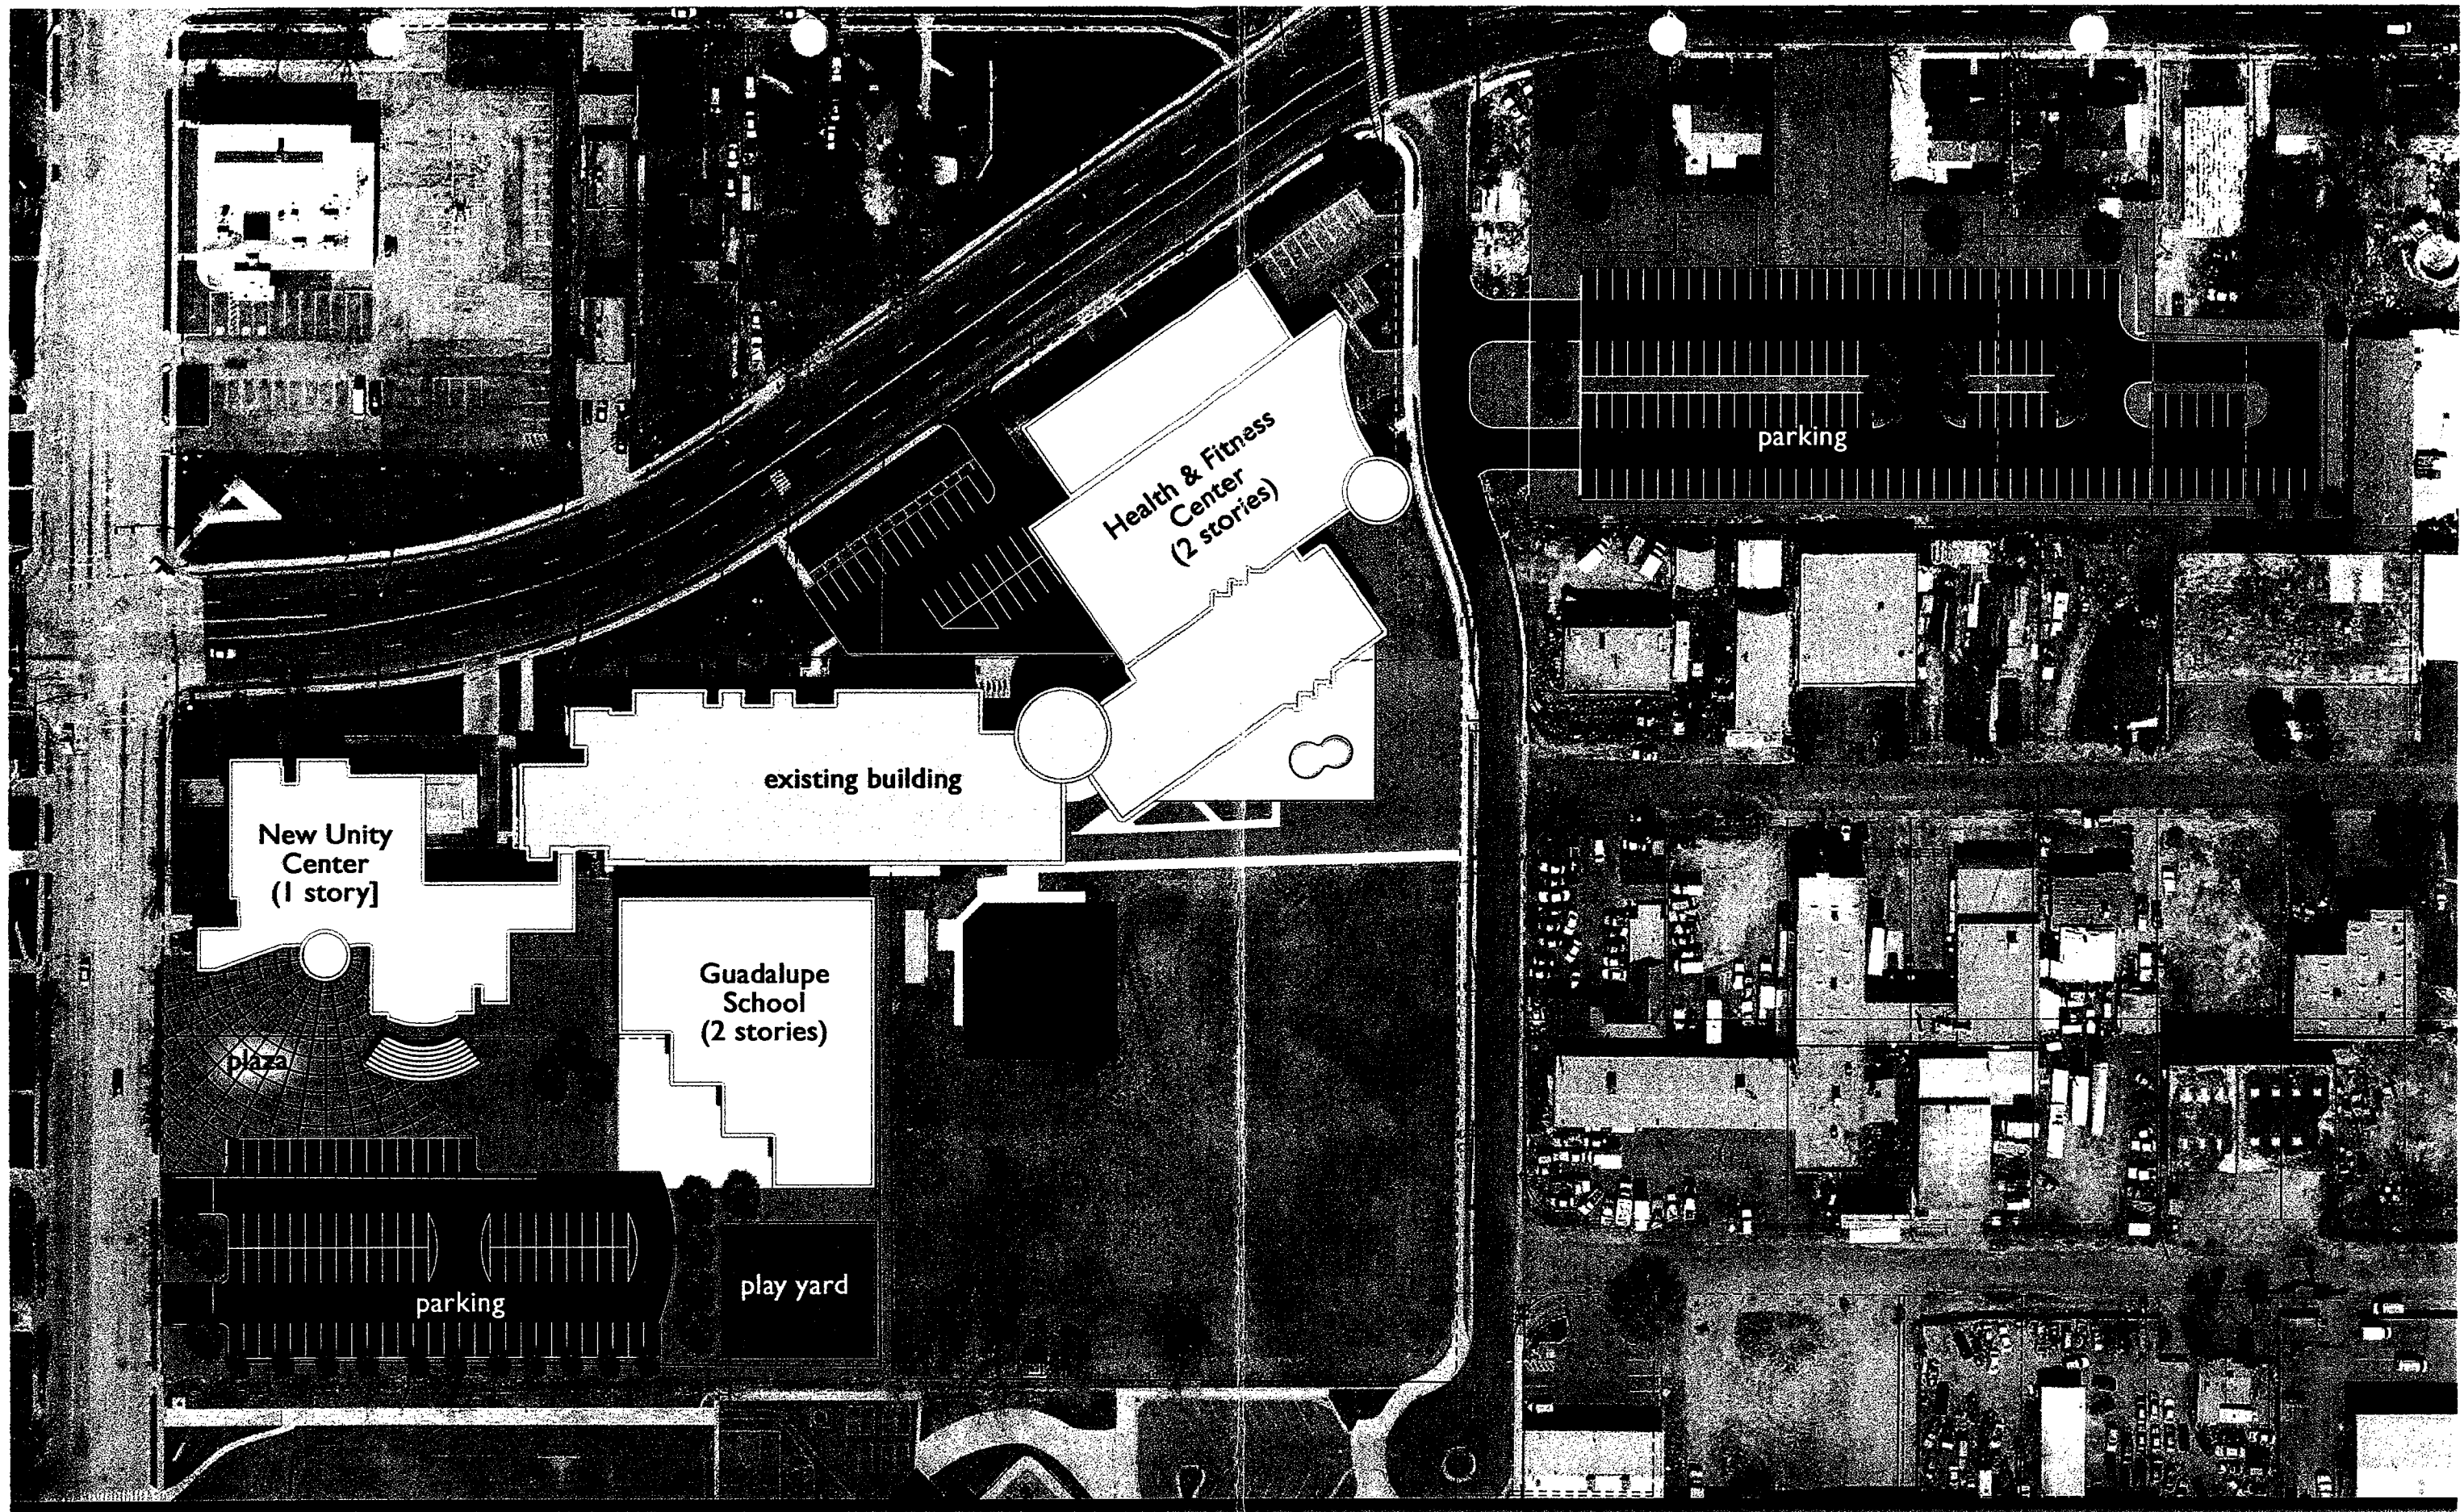 parking
Health & Fitness
Center
(2 stories)
existing building
New Unity
Center
(1 story]
Guadalupe
School
(2 stories)
plaza
play yard
parking